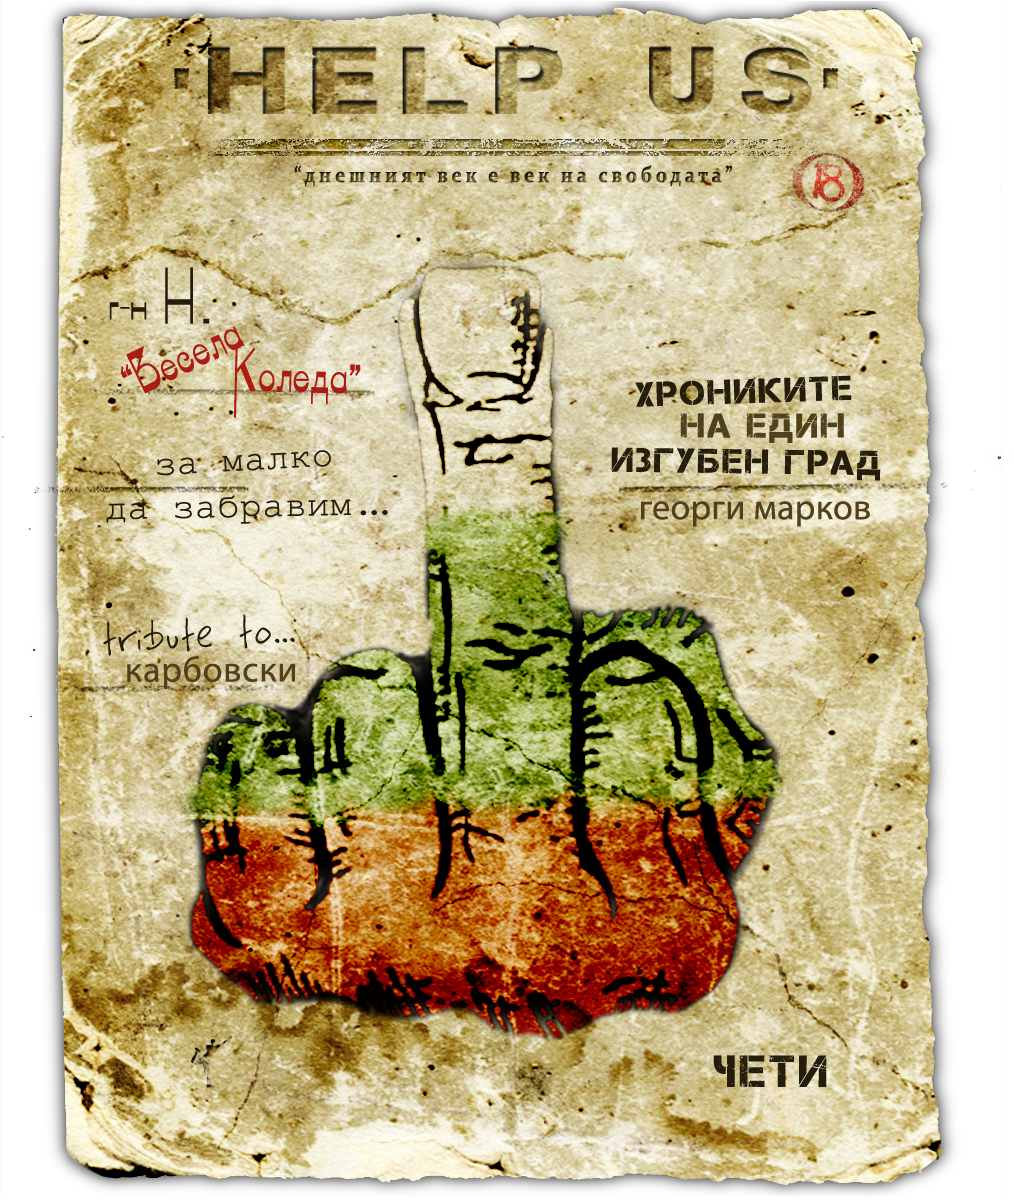 "HELP US"
"днешният век е век на свободата"
18
г-н Н.
"Весела
Коледа"
за малко
да забравим...
tribute to...
карбовски
ХРОНИКИТЕ
НА ЕДИН
ИЗГУБЕН ГРАД
георги марков
ЧЕТИ